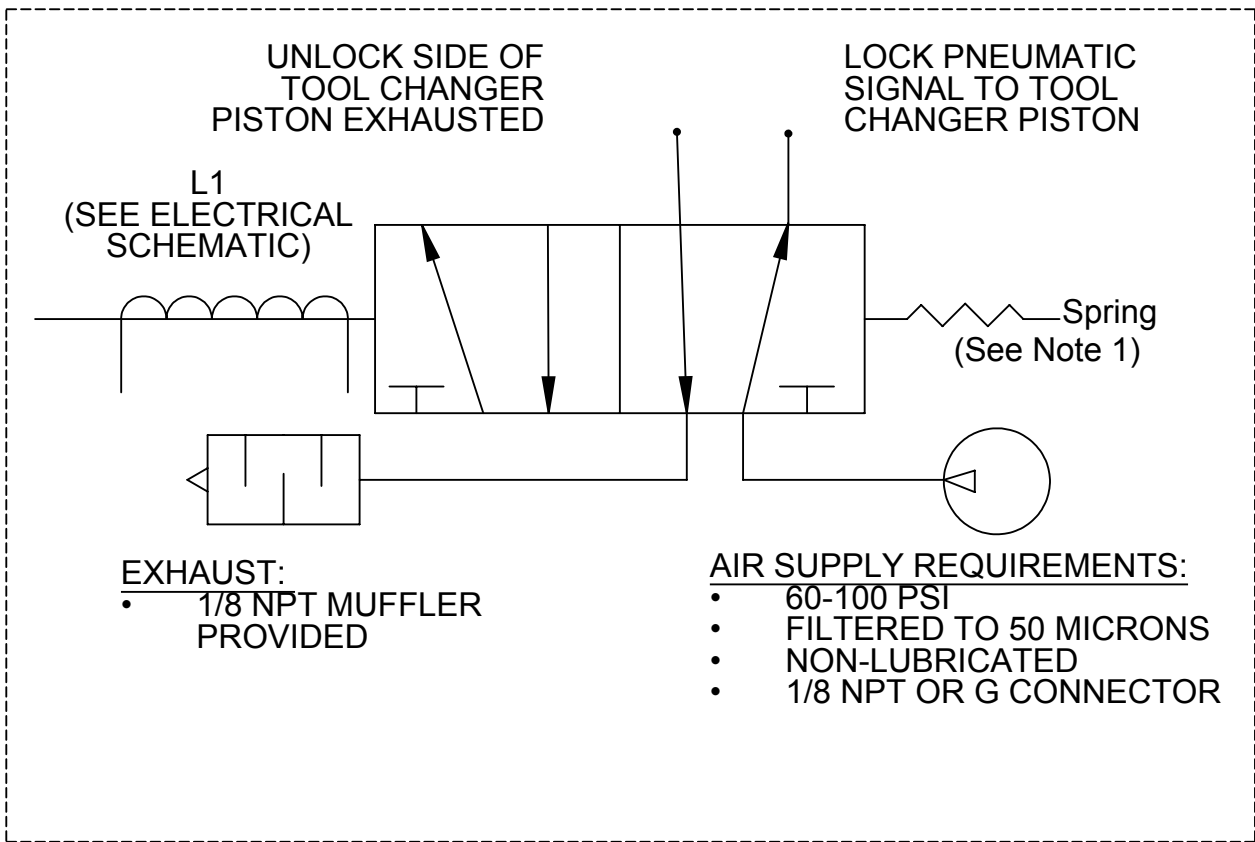 UNLOCK SIDE OF
TOOL CHANGER
PISTON EXHAUSTED
LOCK PNEUMATIC
SIGNAL TO TOOL
CHANGER PISTON
L1
(SEE ELECTRICAL
SCHEMATIC)
Spring
(See Note 1)
EXHAUST:
• 1/8 NPT MUFFLER
PROVIDED
AIR SUPPLY REQUIREMENTS:
• 60-100 PSI
• FILTERED TO 50 MICRONS
• NON-LUBRICATED
• 1/8 NPT OR G CONNECTOR